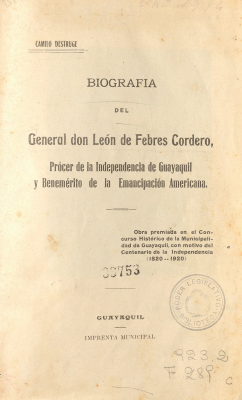 CAMILO DESTRUGE
BIOGRAFIA
DEL
General don León de Febres Cordero,
Prócer de la Independencia de Guayaquil
y Benemérito de la Emancipación Americana.
Obra premiada en el Con-
curso Histórico de la Municipali-
dad de Guayaquil, con motivo del
Centenario de la Independencia
(1820—1920)
33753
GUAYAQUIL
IMPRENTA MUNICIPAL
923.2
F 289
C